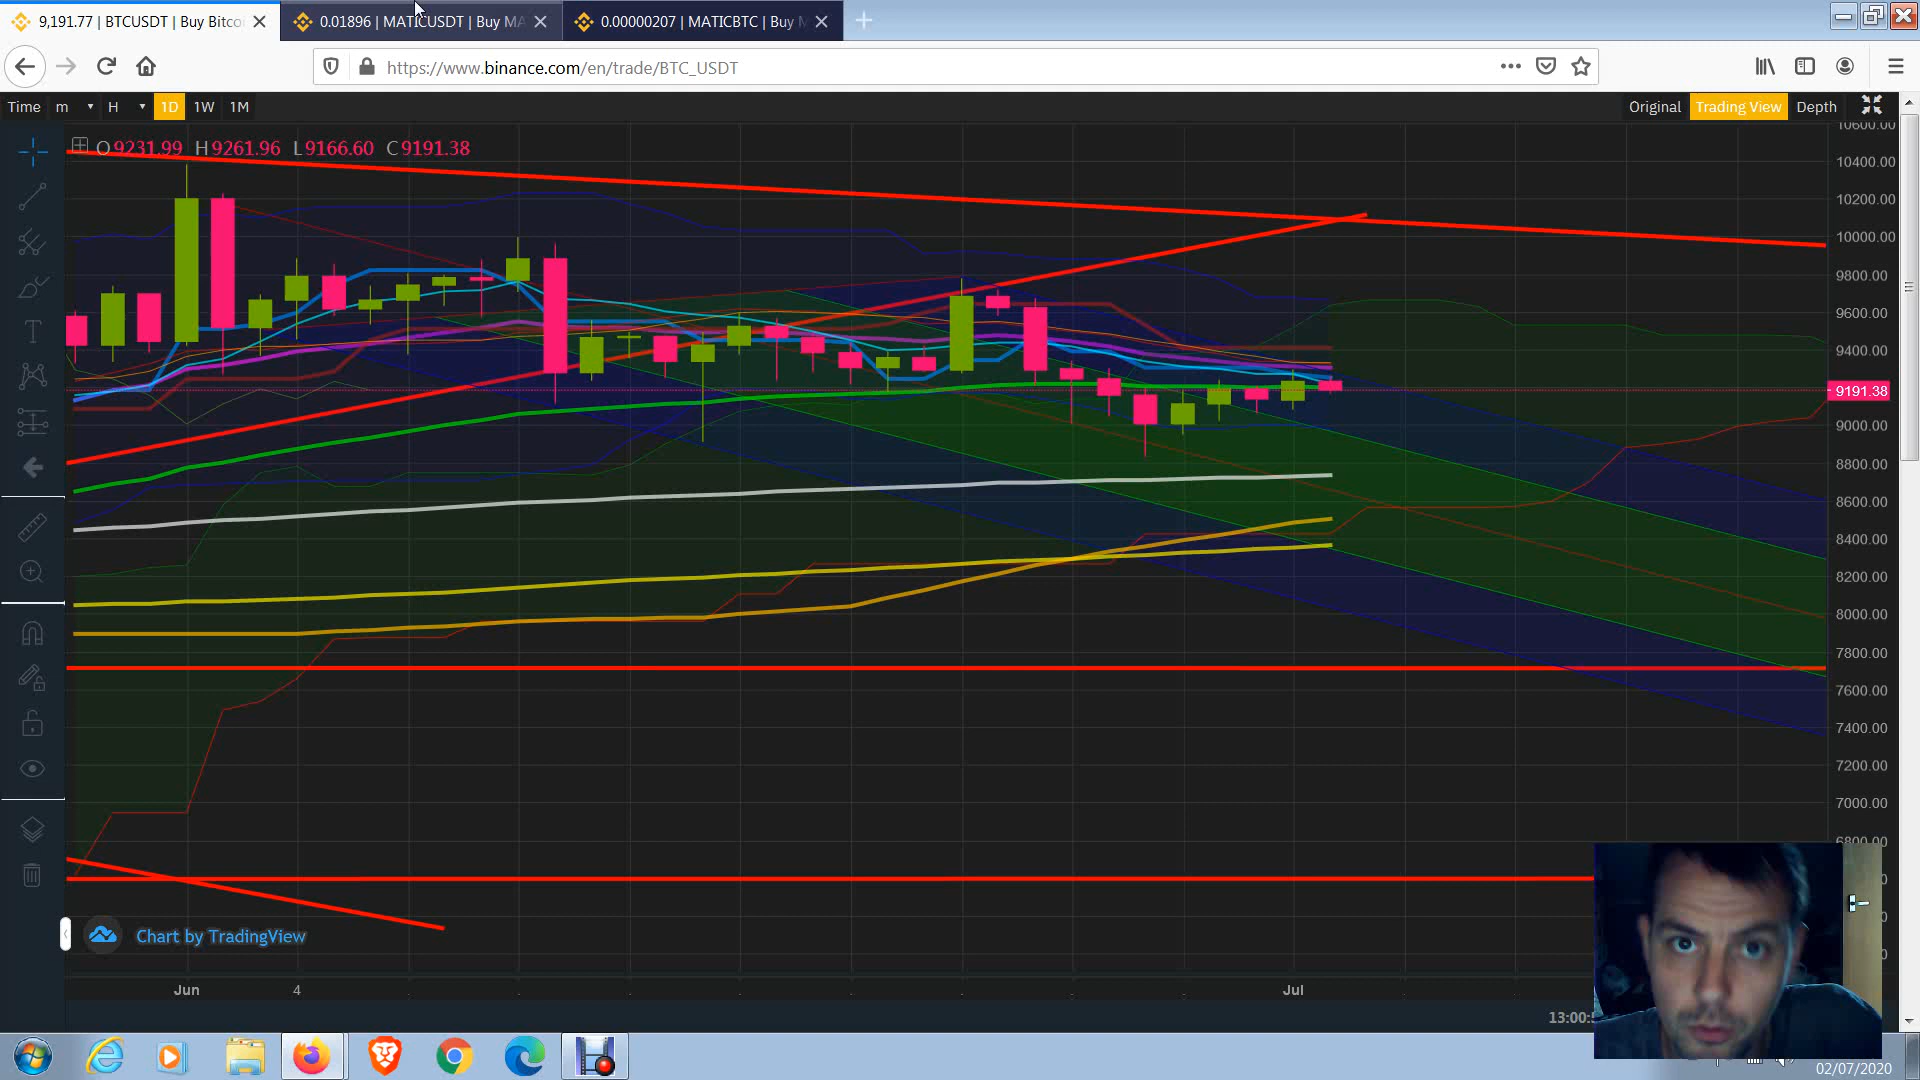 9,191.77 | BTCUSDT | Buy Bitco
0.01896 | MATICUSDT | Buy MA
0.00000207 | MATICBTC | Buy M
https://www.binance.com/en/trade/BTC_USDT
Time m H 1D 1W 1M
Original Trading View Depth
O9231.99 H9261.96 L9166.60 C9191.38
10600.00
10400.00
10200.00
10000.00
9800.00
9600.00
9400.00
9191.38
9000.00
8800.00
8600.00
8400.00
8200.00
8000.00
7800.00
7600.00
7400.00
7200.00
7000.00
6800.00
Chart by TradingView
Jun 4 Jul
13:00:
02/07/2020